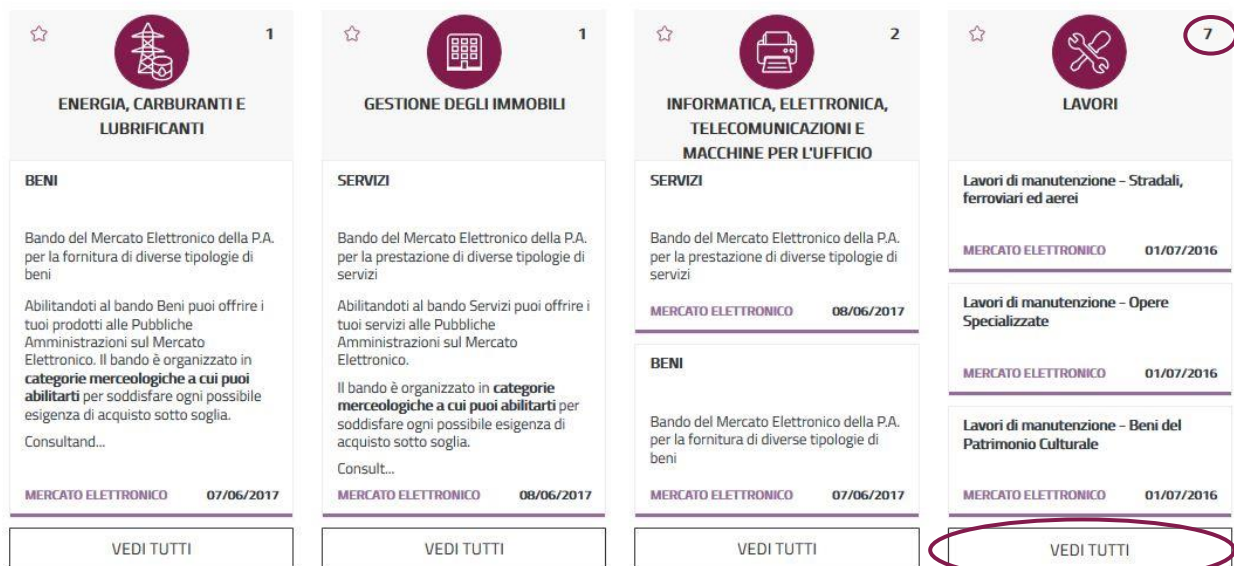 1
ENERGIA, CARBURANTI E
LUBRIFICANTI
BENI
Bando del Mercato Elettronico della P.A.
per la fornitura di diverse tipologie di
beni
Abilitandoti al bando Beni puoi offrire i
tuoi prodotti alle Pubbliche
Amministrazioni sul Mercato
Elettronico. Il bando è organizzato in
categorie merceologiche a cui puoi
abilitarti per soddisfare ogni possibile
esigenza di acquisto sotto soglia.
Consultand...
MERCATO ELETTRONICO 07/06/2017
VEDI TUTTI
1
GESTIONE DEGLI IMMOBILI
SERVIZI
Bando del Mercato Elettronico della P.A.
per la prestazione di diverse tipologie di
servizi
Abilitandoti al bando Servizi puoi offrire i
tuoi servizi alle Pubbliche
Amministrazioni sul Mercato
Elettronico.
Il bando è organizzato in categorie
merceologiche a cui puoi abilitarti per
soddisfare ogni possibile esigenza di
acquisto sotto soglia.
Consult...
MERCATO ELETTRONICO 08/06/2017
VEDI TUTTI
2
INFORMATICA, ELETTRONICA,
TELECOMUNICAZIONI E
MACCHINE PER L'UFFICIO
SERVIZI
Bando del Mercato Elettronico della P.A.
per la prestazione di diverse tipologie di
servizi
MERCATO ELETTRONICO 08/06/2017
BENI
Bando del Mercato Elettronico della P.A.
per la fornitura di diverse tipologie di
beni
MERCATO ELETTRONICO 07/06/2017
VEDI TUTTI
7
LAVORI
Lavori di manutenzione - Stradali,
ferroviari ed aerei
MERCATO ELETTRONICO 01/07/2016
Lavori di manutenzione - Opere
Specializzate
MERCATO ELETTRONICO 01/07/2016
Lavori di manutenzione - Beni del
Patrimonio Culturale
MERCATO ELETTRONICO 01/07/2016
VEDI TUTTI